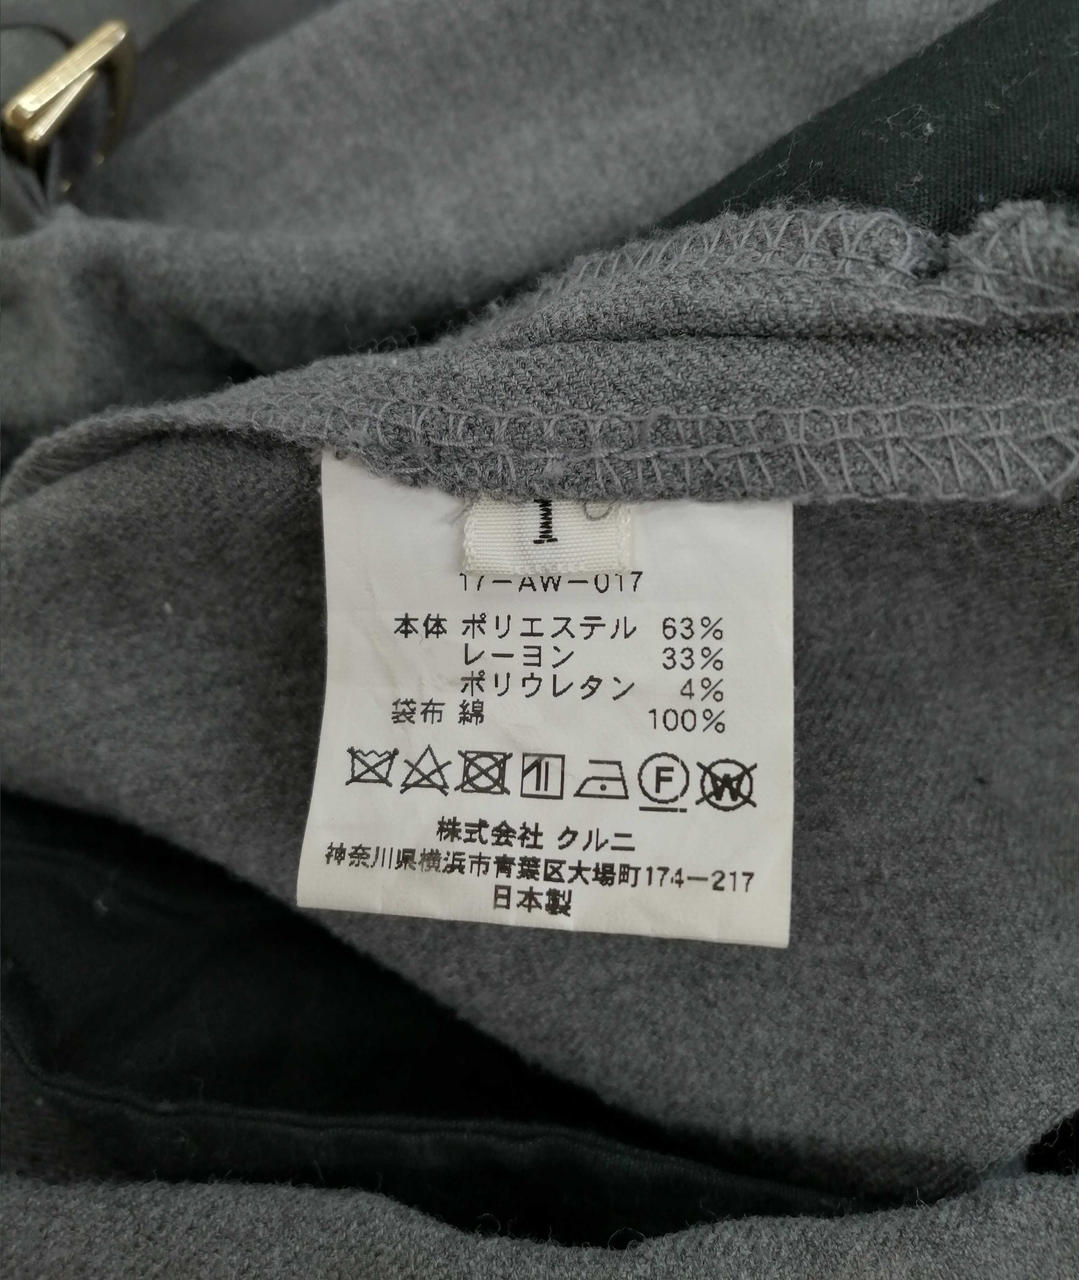 1
17-AW-017
本体 ポリエステル 63%
レーヨン 33%
ポリウレタン 4%
袋布 綿 100%
F W
株式会社 クルニ
神奈川県横浜市青葉区大場町174-217
日本製